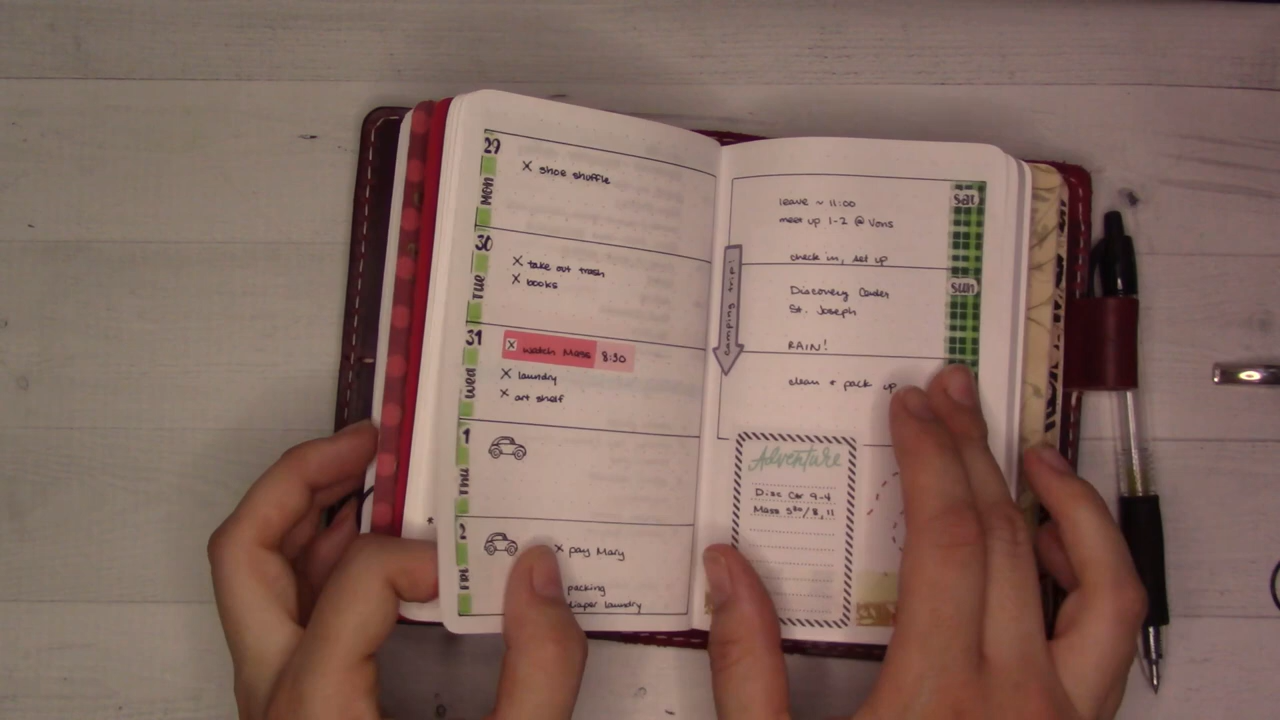 29
MON
X shoe shuffle
30
TUE
X take out trash
X books
31
Wed
X watch Mass 8:30
X laundry
X art shelf
1
Thu
2
FRI
X pay Mary
packing
diaper laundry
camping trip!
sat
leave ~ 11:00
meet up 1-2 @ Vons
check in, set up
sun
Discovery Center
St. Joseph
RAIN!
clean + pack up
Adventure
Disc Ctr 9-4
Mass 5³⁰/8,11